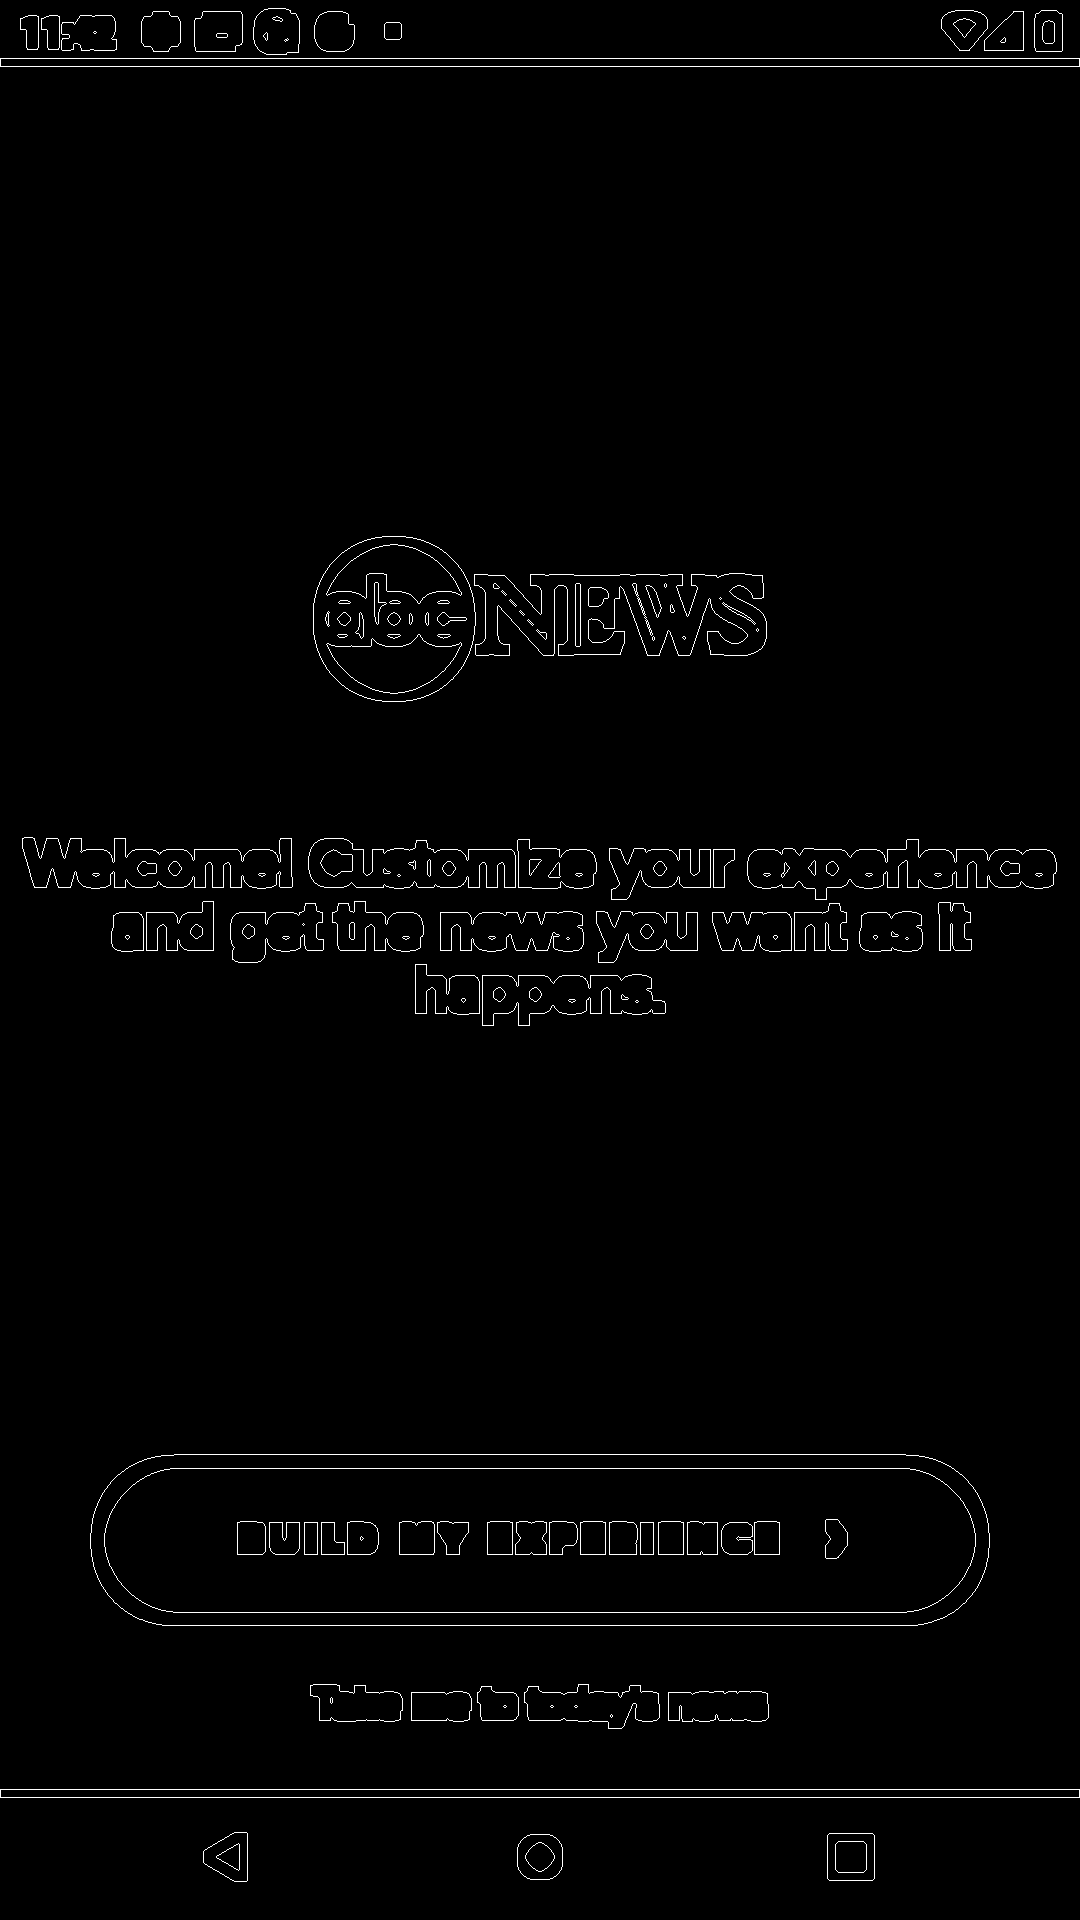 11:42
abc NEWS
Welcome! Customize your experience
and get the news you want as it
happens.
BUILD MY EXPERIENCE
Take me to today's news